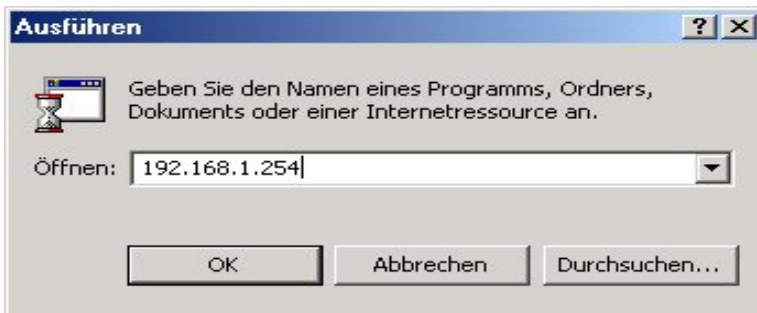 Ausführen
Geben Sie den Namen eines Programms, Ordners,
Dokuments oder einer Internetressource an.
Öffnen: 192.168.1.254
OK Abbrechen Durchsuchen...